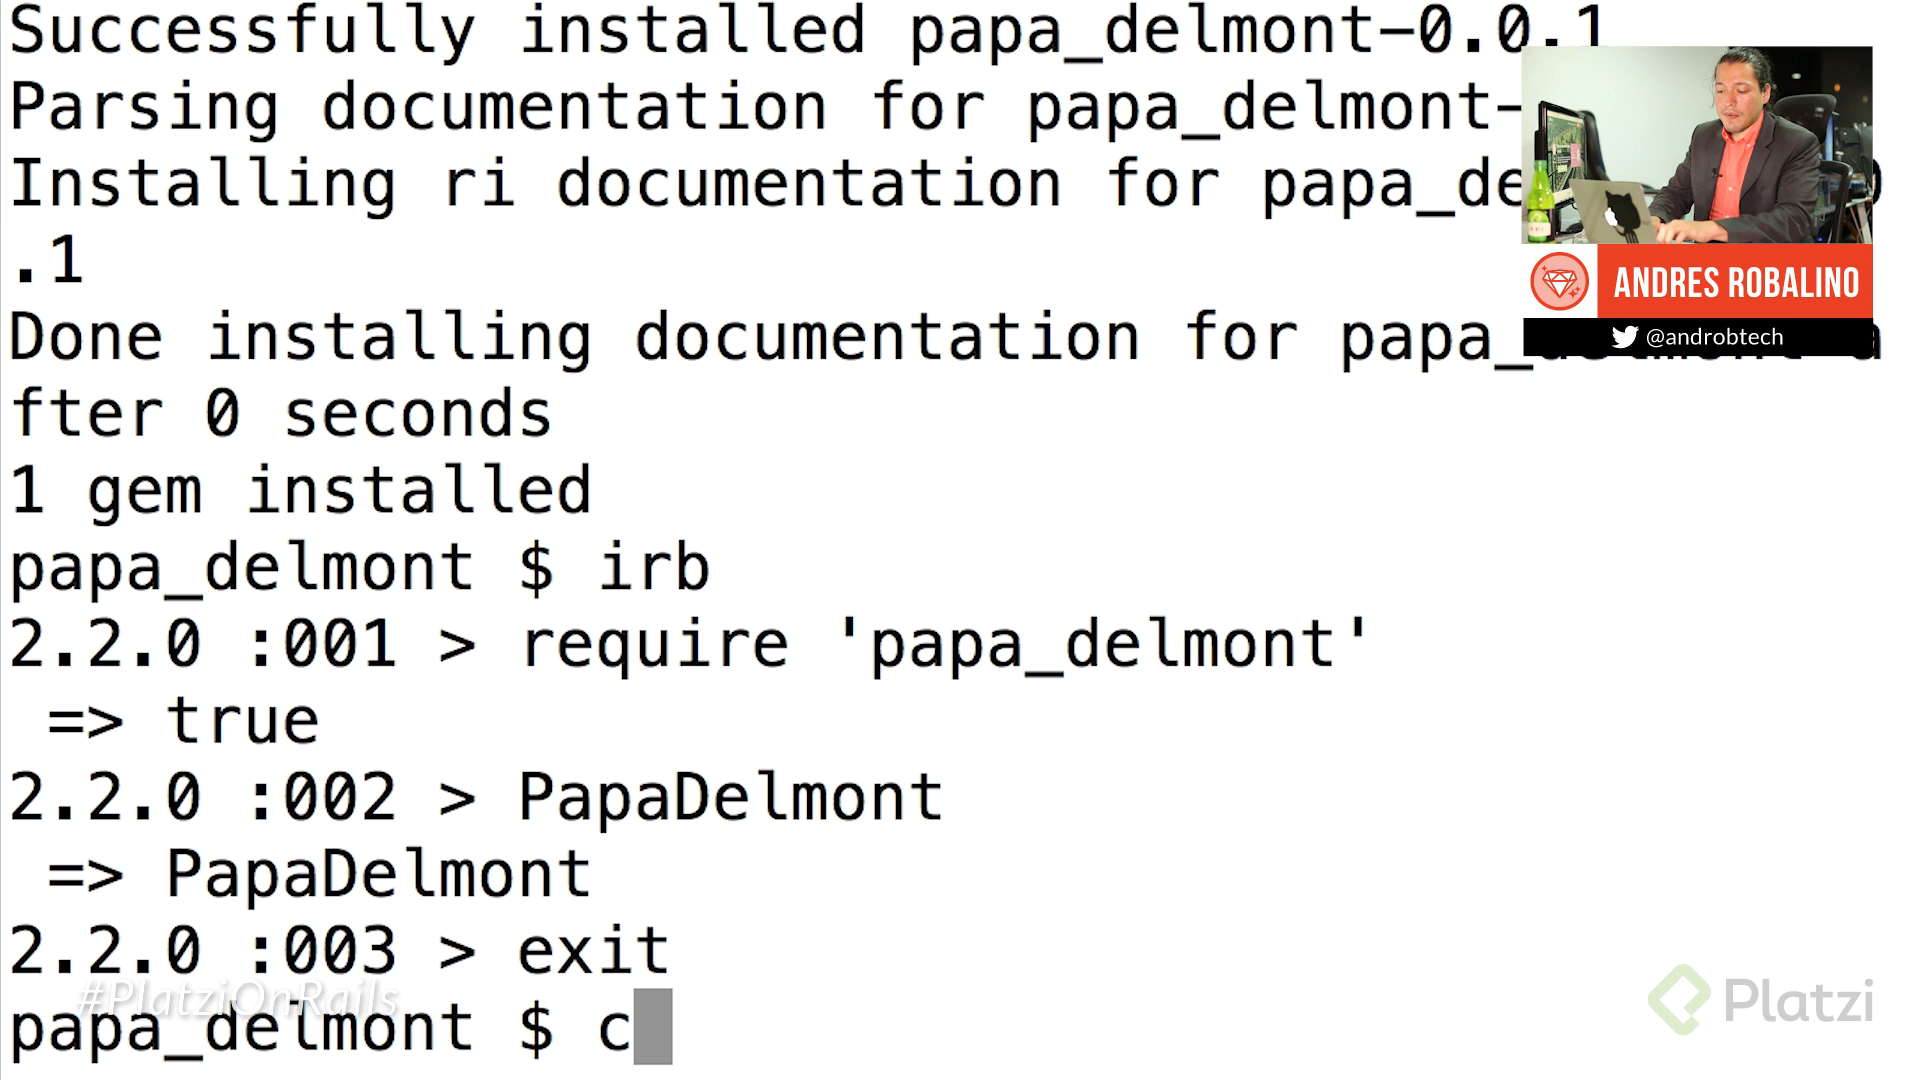 Successfully installed papa_delmont-0.0.1
Parsing documentation for papa_delmont-
Installing ri documentation for papa_de
.1
Done installing documentation for papa_delmont a
fter 0 seconds
1 gem installed
papa_delmont $ irb
2.2.0 :001 > require 'papa_delmont'
=> true
2.2.0 :002 > PapaDelmont
=> PapaDelmont
2.2.0 :003 > exit
papa_delmont $ c
ANDRES ROBALINO
@androbtech
#PlatziOnRails
Platzi